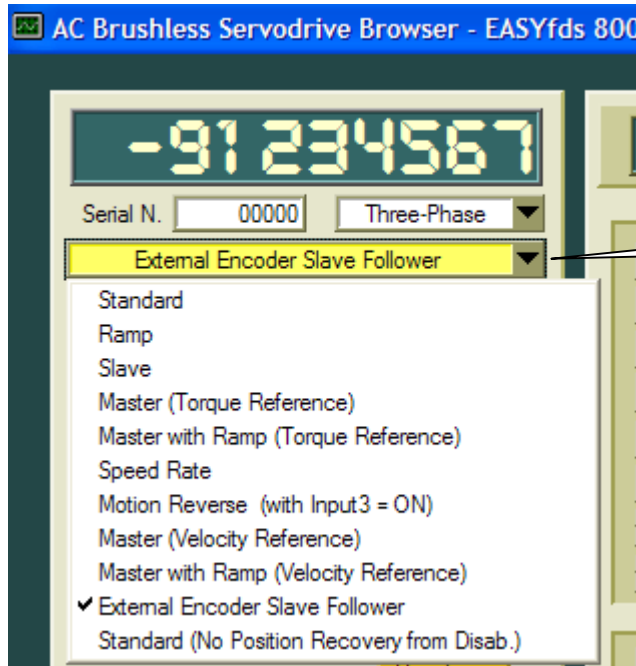 AC Brushless Servodrive Browser - EASYfds 800
-91234567
Serial N. 00000 Three-Phase
External Encoder Slave Follower
Standard
Ramp
Slave
Master (Torque Reference)
Master with Ramp (Torque Reference)
Speed Rate
Motion Reverse (with Input3 = ON)
Master (Velocity Reference)
Master with Ramp (Velocity Reference)
External Encoder Slave Follower
Standard (No Position Recovery from Disab.)